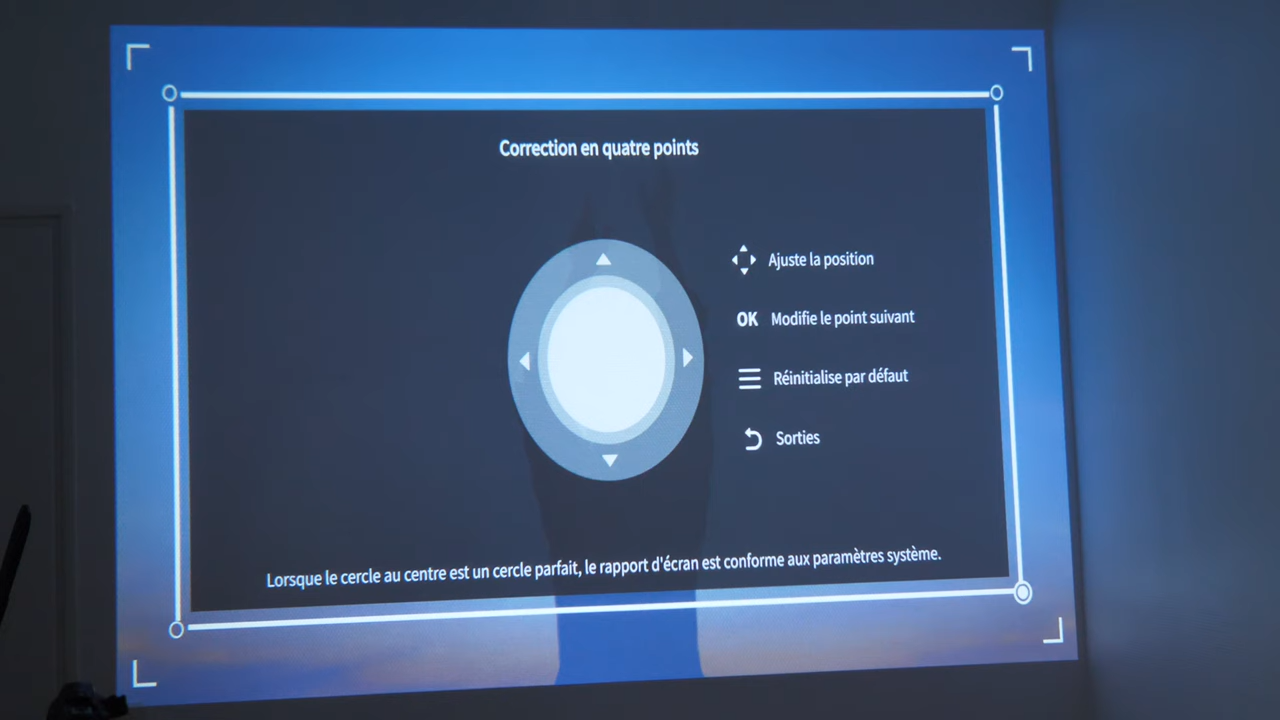 Correction en quatre points
Ajuste la position
OK Modifie le point suivant
Réinitialise par défaut
Sorties
Lorsque le cercle au centre est un cercle parfait, le rapport d'écran est conforme aux paramètres système.